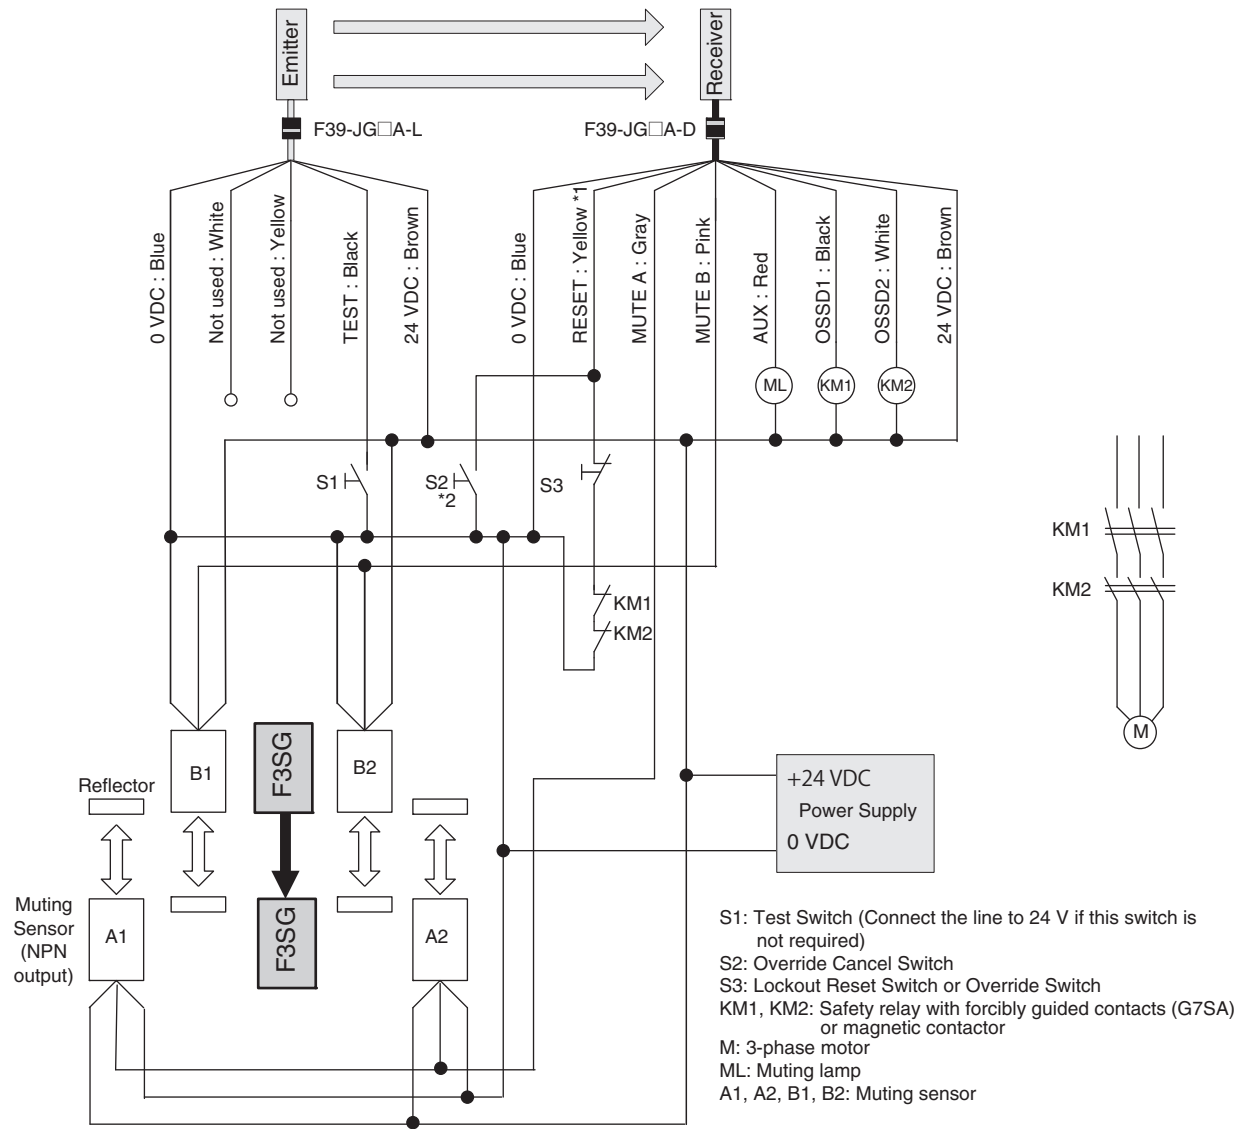 Emitter
Receiver
F39-JG□A-L
F39-JG□A-D
0 VDC : Blue
Not used : White
Not used : Yellow
TEST : Black
24 VDC : Brown
0 VDC : Blue
RESET : Yellow *1
MUTE A : Gray
MUTE B : Pink
AUX : Red
OSSD1 : Black
OSSD2 : White
24 VDC : Brown
ML
KM1
KM2
S1
S2
*2
S3
KM1
KM2
KM1
KM2
M
B1
F3SG
B2
Reflector
+24 VDC
Power Supply
0 VDC
Muting
Sensor
(NPN
output)
A1
F3SG
A2
S1: Test Switch (Connect the line to 24 V if this switch is
not required)
S2: Override Cancel Switch
S3: Lockout Reset Switch or Override Switch
KM1, KM2: Safety relay with forcibly guided contacts (G7SA)
or magnetic contactor
M: 3-phase motor
ML: Muting lamp
A1, A2, B1, B2: Muting sensor